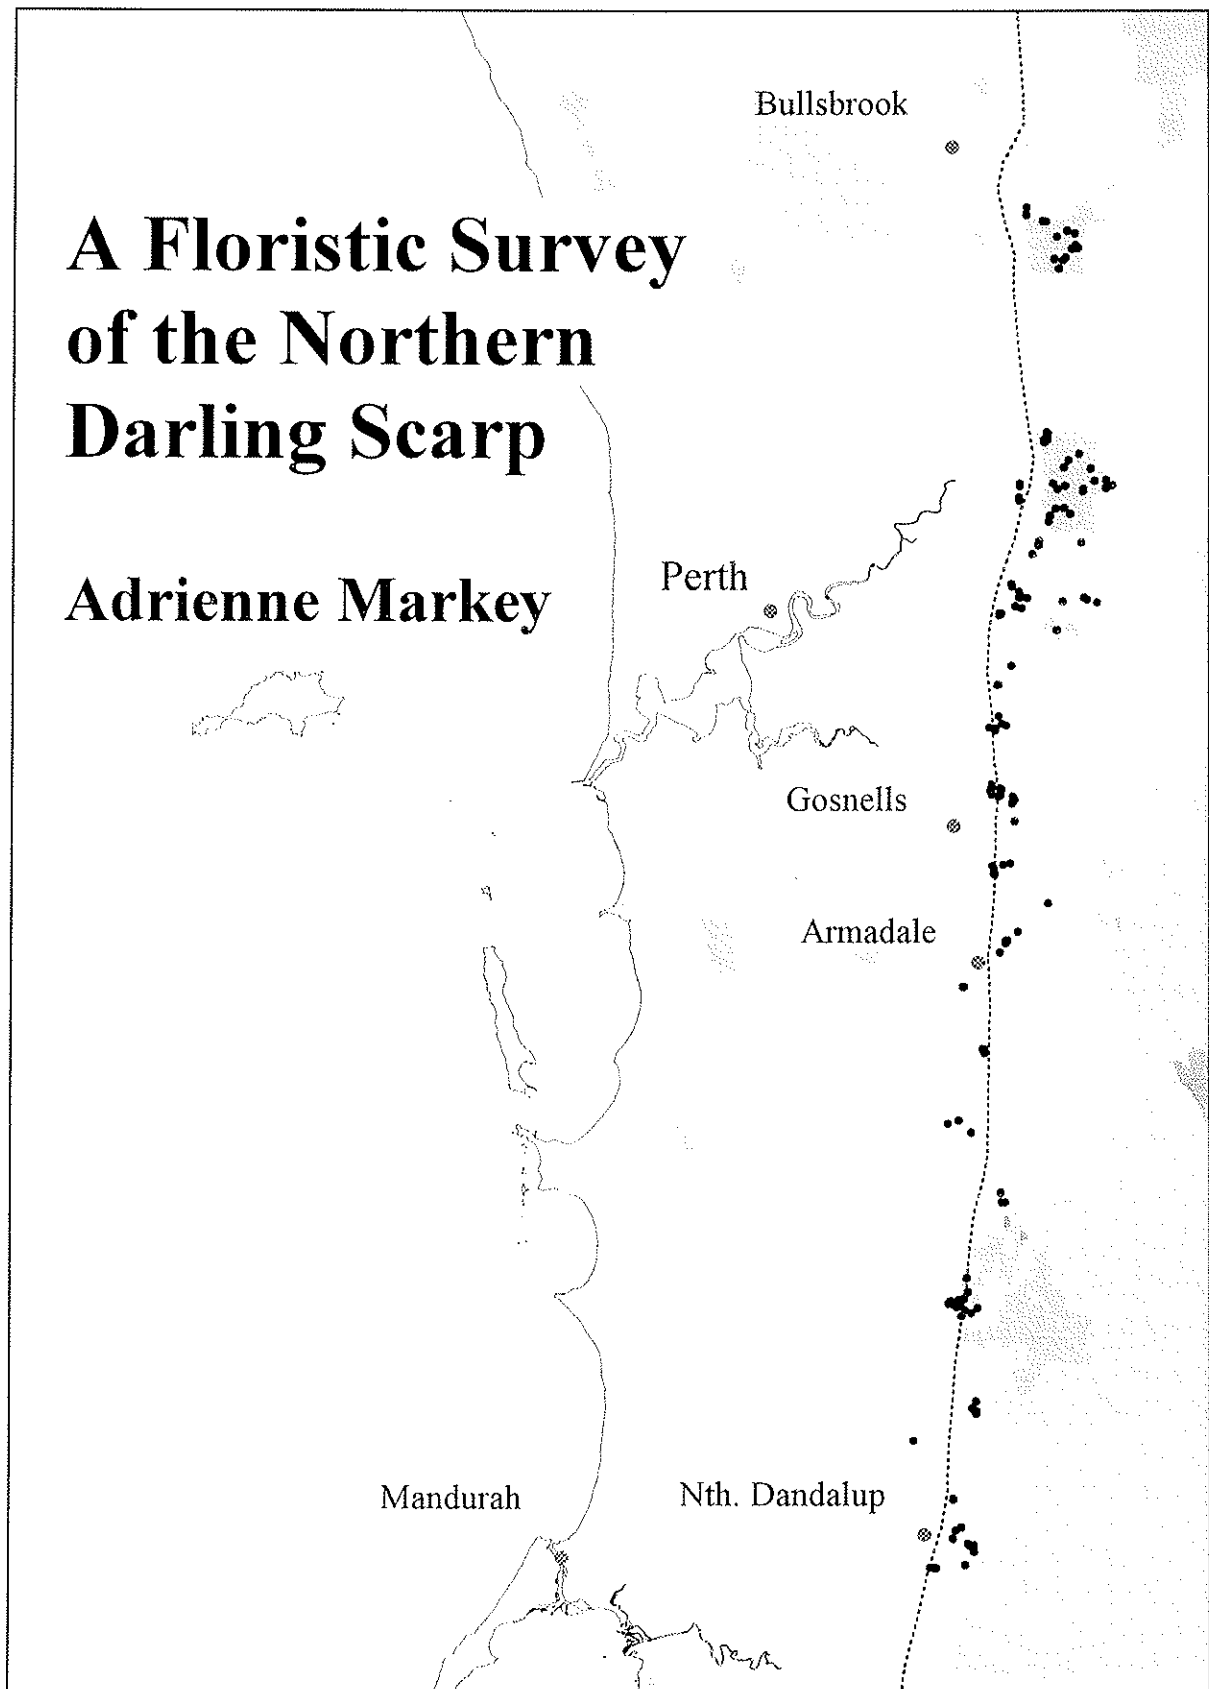 Bullsbrook
A Floristic Survey
of the Northern
Darling Scarp
Perth
Adrienne Markey
Gosnells
Armadale
Mandurah
Nth. Dandalup